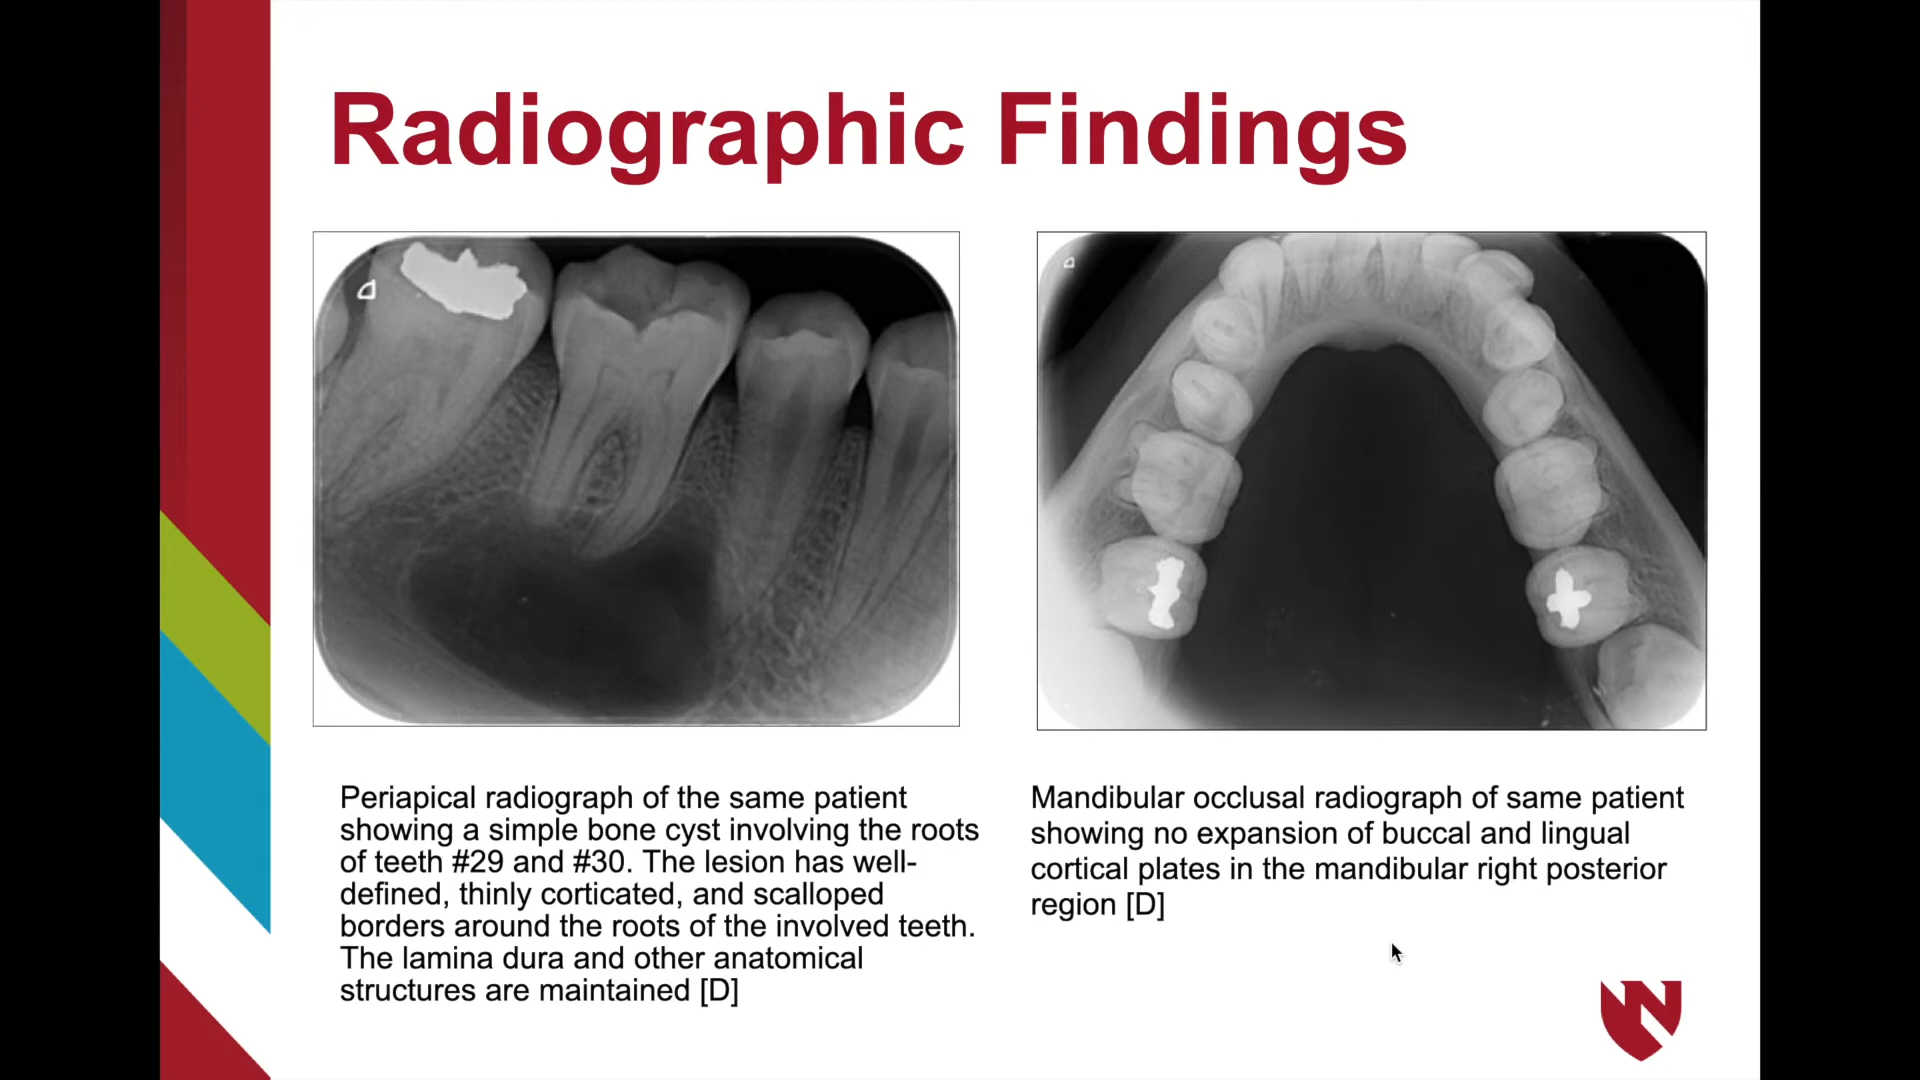 Radiographic Findings
Periapical radiograph of the same patient
showing a simple bone cyst involving the roots
of teeth #29 and #30. The lesion has well-
defined, thinly corticated, and scalloped
borders around the roots of the involved teeth.
The lamina dura and other anatomical
structures are maintained [D]
Mandibular occlusal radiograph of same patient
showing no expansion of buccal and lingual
cortical plates in the mandibular right posterior
region [D]